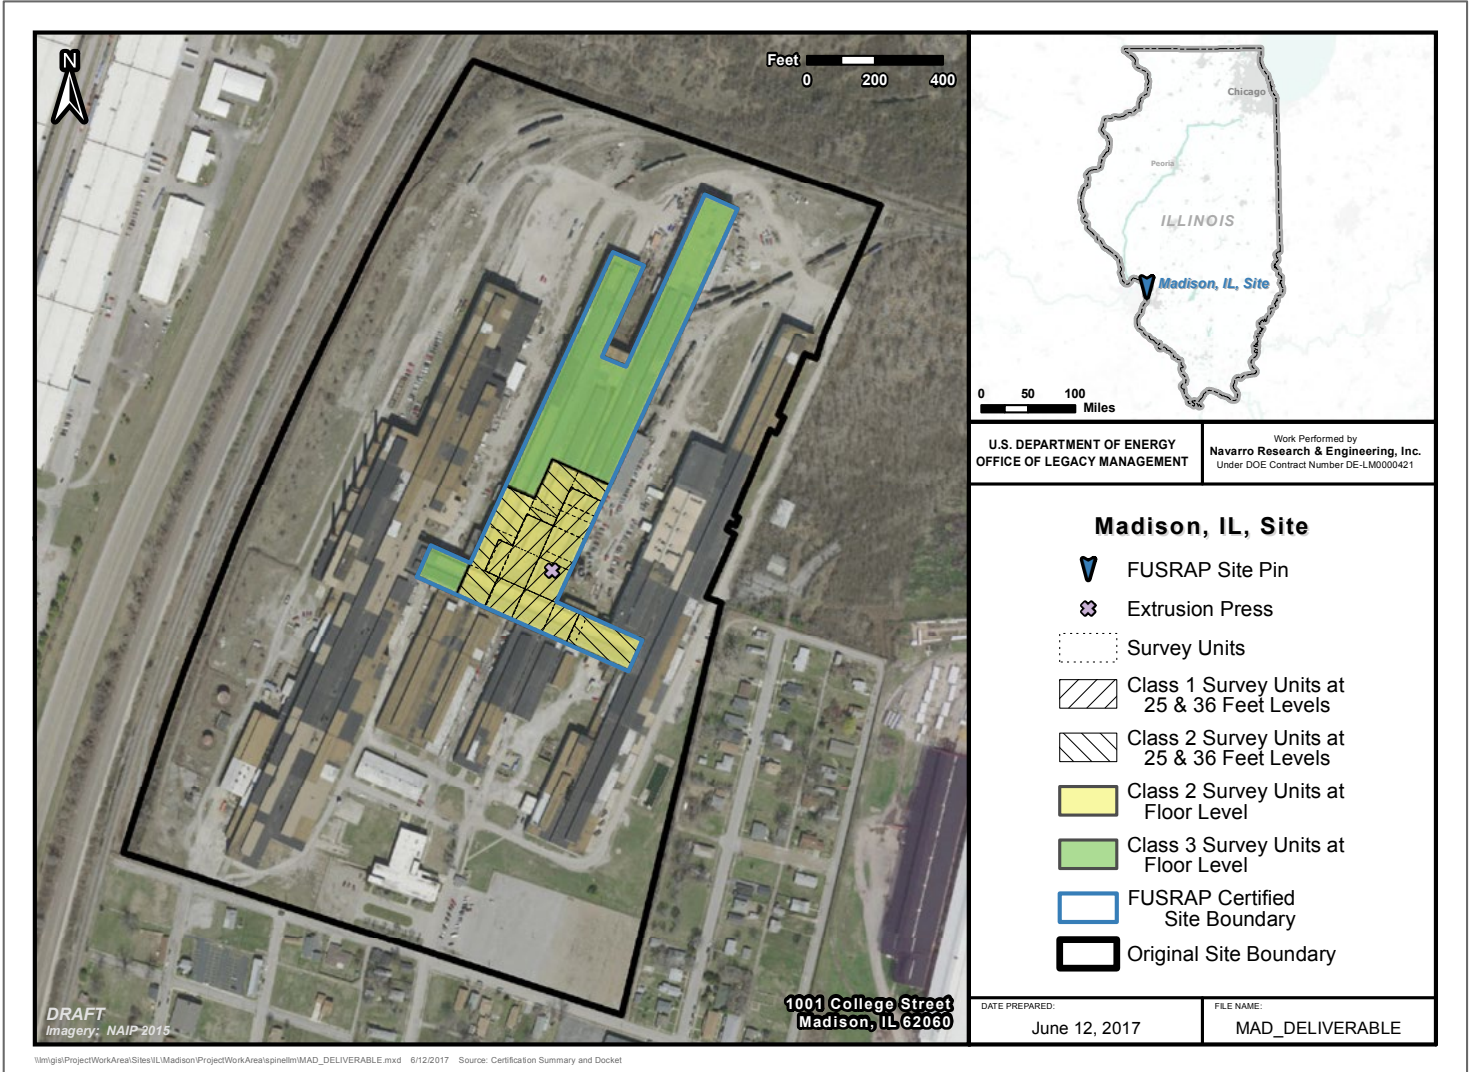 N
Feet
0 200 400
DRAFT
Imagery: NAIP 2015
1001 College Street
Madison, IL 62060
Chicago
Peoria
ILLINOIS
Madison, IL, Site
0 50 100
Miles
U.S. DEPARTMENT OF ENERGY
OFFICE OF LEGACY MANAGEMENT
Work Performed by
Navarro Research & Engineering, Inc.
Under DOE Contract Number DE-LM0000421
Madison, IL, Site
FUSRAP Site Pin
Extrusion Press
Survey Units
Class 1 Survey Units at
25 & 36 Feet Levels
Class 2 Survey Units at
25 & 36 Feet Levels
Class 2 Survey Units at
Floor Level
Class 3 Survey Units at
Floor Level
FUSRAP Certified
Site Boundary
Original Site Boundary
DATE PREPARED:
June 12, 2017
FILE NAME:
MAD_DELIVERABLE
\\lm\gis\ProjectWorkArea\Sites\IL\Madison\ProjectWorkArea\spinellm\MAD_DELIVERABLE.mxd 6/12/2017 Source: Certification Summary and Docket